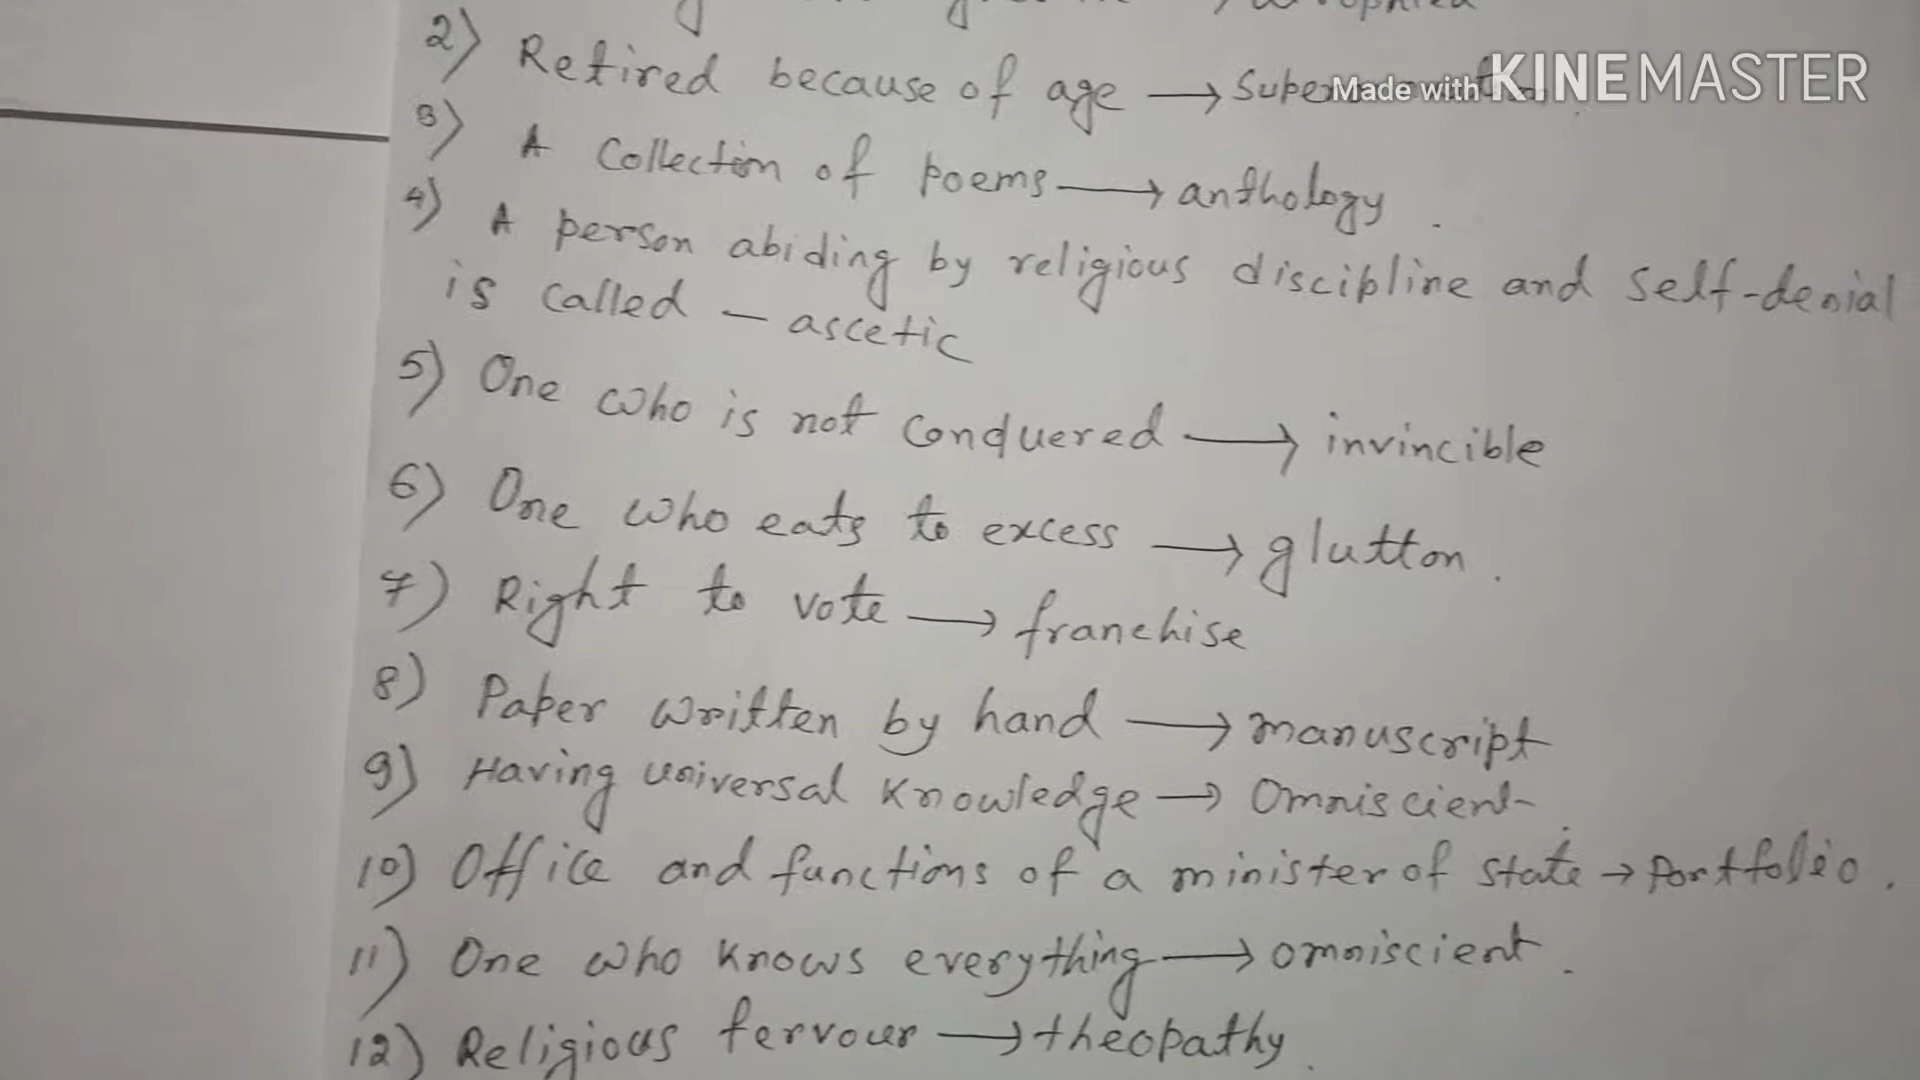 2) Retired because of age → Super
Made with KINEMASTER
3) A collection of poems → anthology.
4) A person abiding by religious discipline and self-denial
is called - ascetic
5) One who is not conquered → invincible
6) One who eats to excess → glutton.
7) Right to vote → franchise
8) Paper written by hand → manuscript
9) Having universal knowledge → Omniscient.
10) Office and functions of a minister of state → Portfolio.
11) One who knows everything → omniscient.
12) Religious fervour → theopathy.